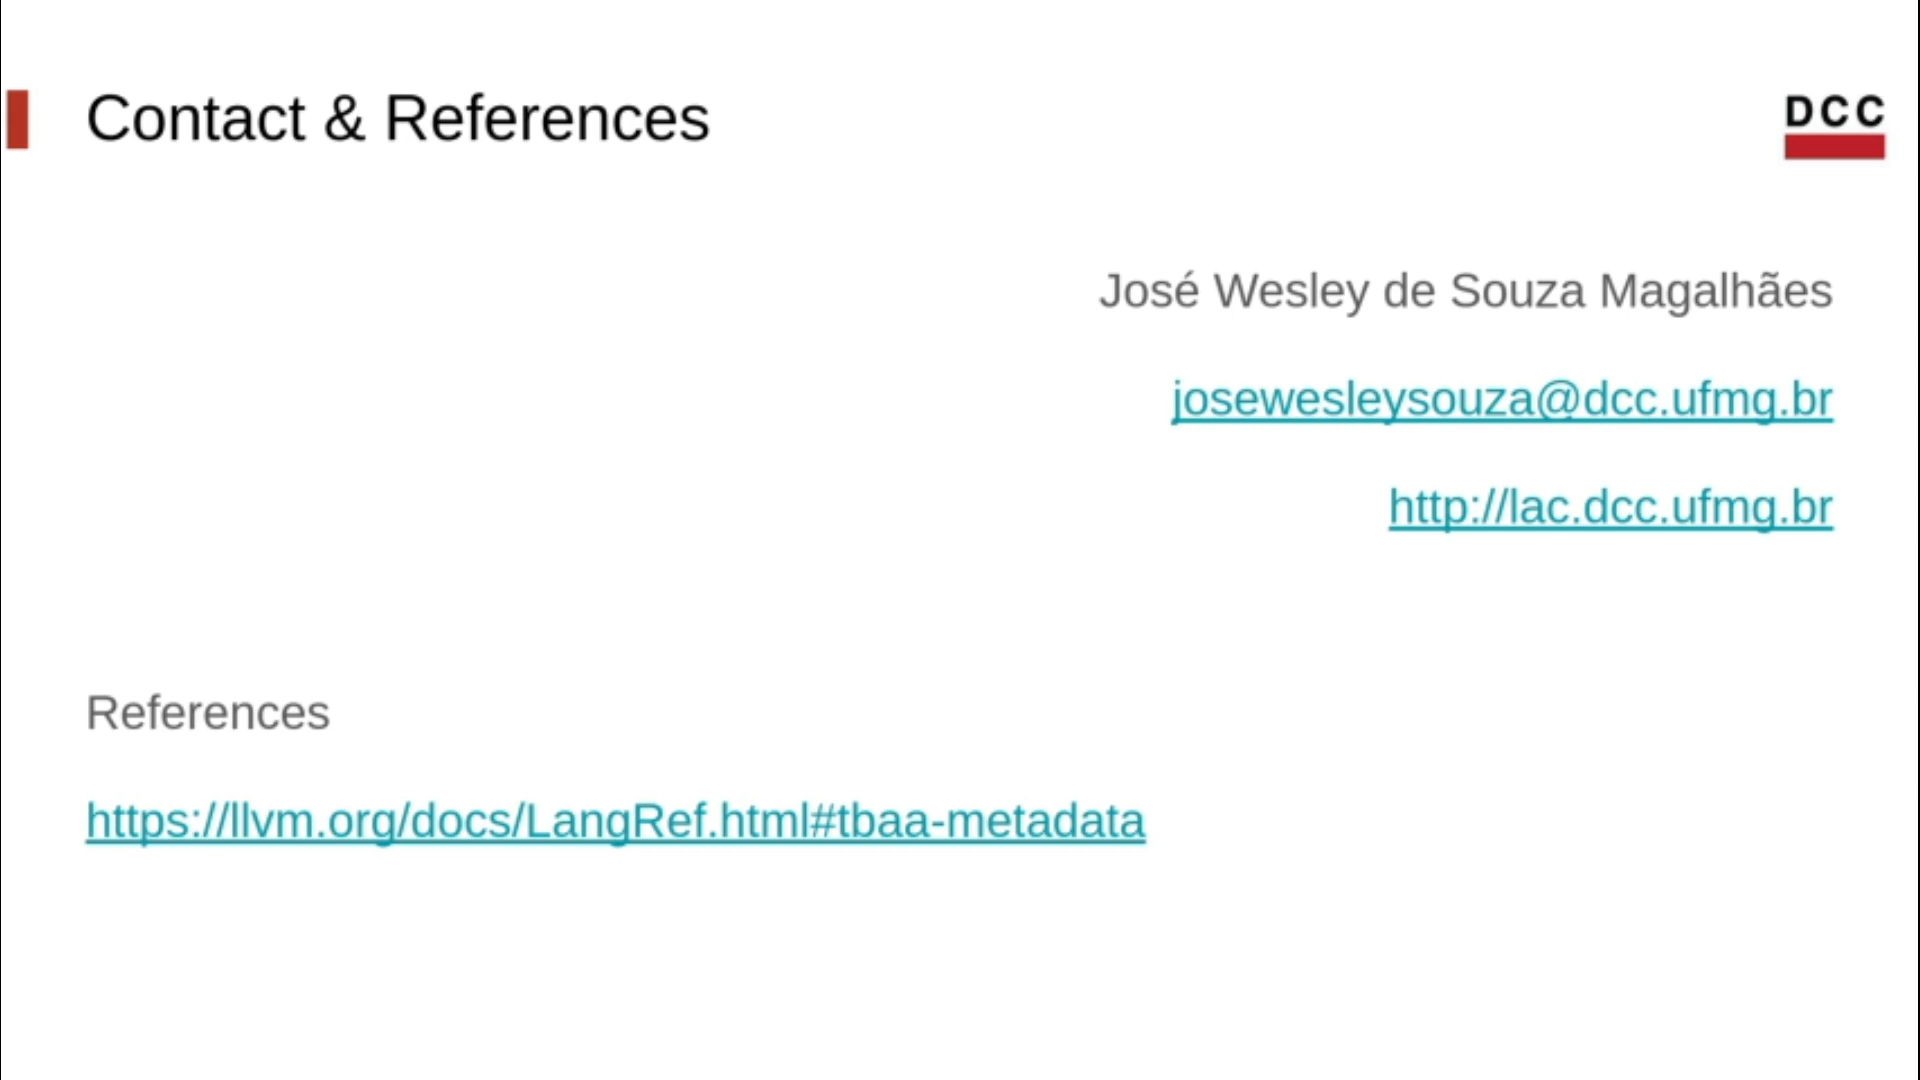 Contact & References
DCC
José Wesley de Souza Magalhães
josewesleysouza@dcc.ufmg.br
http://lac.dcc.ufmg.br
References
https://llvm.org/docs/LangRef.html#tbaa-metadata